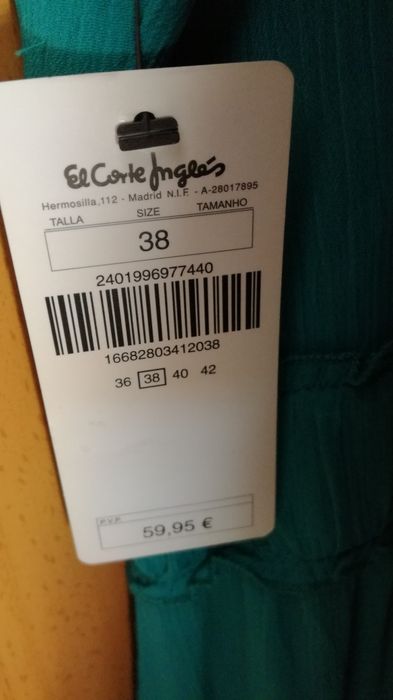 El Corte Inglés
Hermosilla,112 - Madrid N.I.F. - A-28017895
TALLA SIZE TAMANHO
38
2401996977440
16682803412038
36 38 40 42
P.V.P.
59,95 €